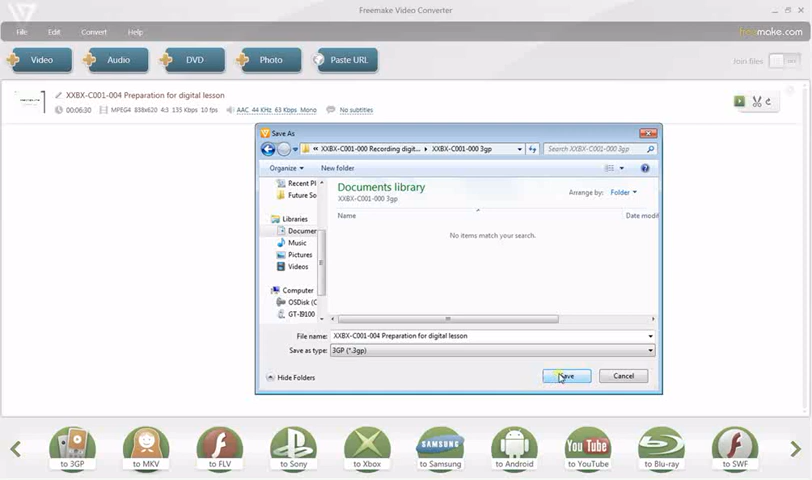 Freemake Video Converter
File Edit Convert Help
freemake.com
Video Audio DVD Photo Paste URL
Join files
XXBX-C001-004 Preparation for digital lesson
00:06:30 MPEG4 838x620 4:3 135 Kbps 10 fps AAC 44 KHz 63 Kbps Mono No subtitles
Save As
« XXBX-C001-000 Recording digit... ▸ XXBX-C001-000 3gp
Search XXBX-C001-000 3gp
Organize New folder
Recent Pl
Future So
Libraries
Documen
Music
Pictures
Videos
Computer
OSDisk (C
GT-I9100
Documents library
XXBX-C001-000 3gp
Arrange by: Folder
Name Date modif
No items match your search.
File name: XXBX-C001-004 Preparation for digital lesson
Save as type: 3GP (*.3gp)
Hide Folders
Save Cancel
to 3GP to MKV to FLV to Sony to Xbox to Samsung to Android to YouTube to Blu-ray to SWF